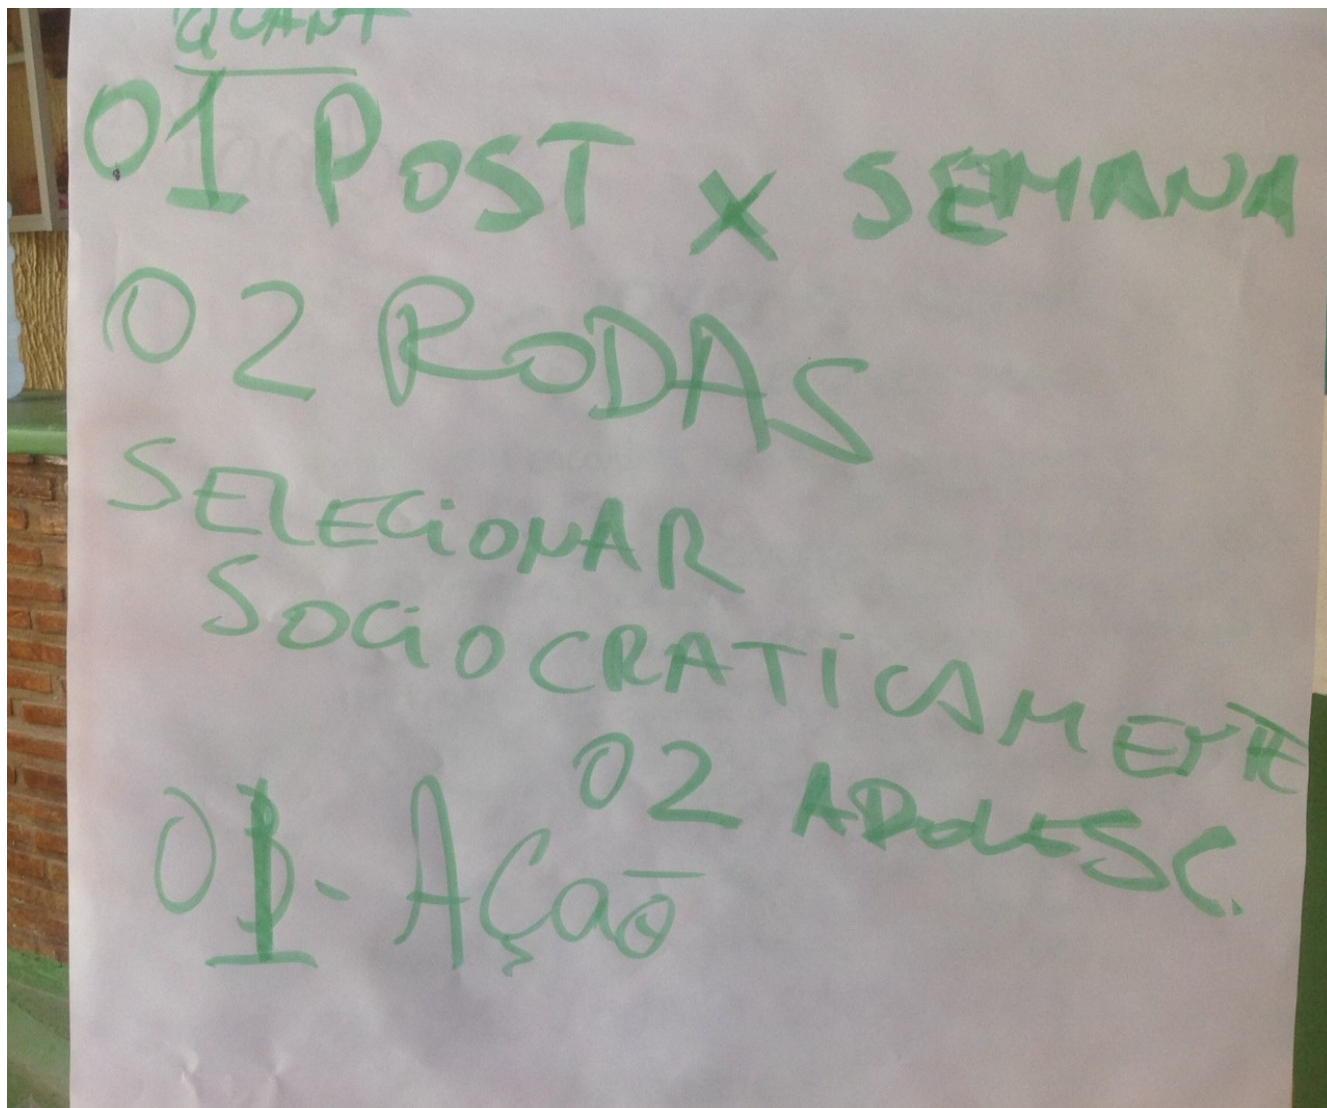 QUANT
01 POST X SEMANA
02 RODAS
SELECIONAR
SOCIOCRATICAMENTE
02 ADOLESC.
01 - AÇÃO